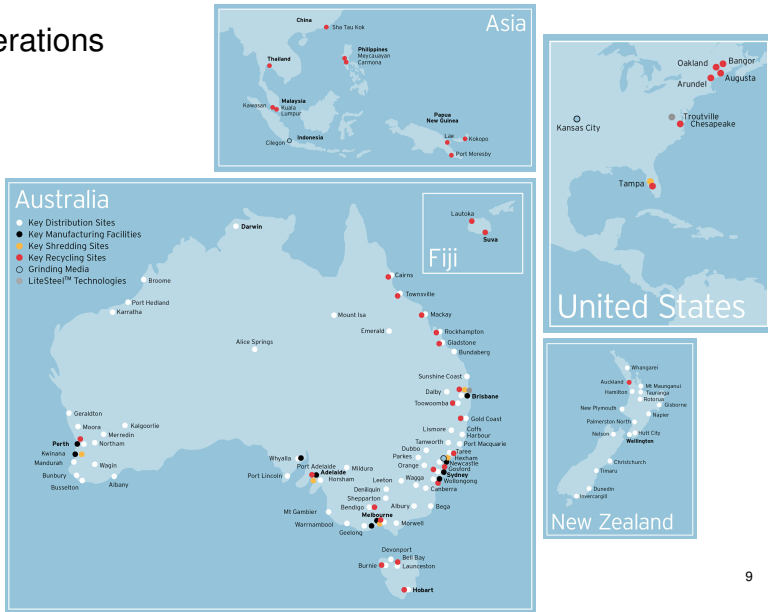 erations
Asia
China
Sha Tau Kok
Philippines
Meycauayan
Carmona
Thailand
Malaysia
Kawasan
Kuala
Lumpur
Indonesia
Cilegon
Papua
New Guinea
Lae
Kokopo
Port Moresby
Oakland
Bangor
Augusta
Arundel
Troutville
Chesapeake
Kansas City
Tampa
United States
Australia
Key Distribution Sites
Key Manufacturing Facilities
Key Shredding Sites
Key Recycling Sites
Grinding Media
LiteSteel™ Technologies
Lautoka
Suva
Fiji
Darwin
Broome
Port Hedland
Karratha
Mount Isa
Alice Springs
Emerald
Cairns
Townsville
Mackay
Rockhampton
Gladstone
Bundaberg
Sunshine Coast
Dalby
Brisbane
Toowoomba
Gold Coast
Lismore
Coffs
Harbour
Tamworth
Port Macquarie
Dubbo
Taree
Parkes
Hexham
Newcastle
Orange
Gosford
Sydney
Wagga
Wollongong
Leeton
Canberra
Deniliquin
Shepparton
Albury
Bega
Bendigo
Melbourne
Morwell
Geelong
Warrnambool
Mt Gambier
Mildura
Horsham
Port Adelaide
Adelaide
Whyalla
Port Lincoln
Geraldton
Moora
Kalgoorlie
Merredin
Perth
Northam
Kwinana
Mandurah
Wagin
Bunbury
Albany
Busselton
Devonport
Bell Bay
Burnie
Launceston
Hobart
Whangarei
Auckland
Mt Maunganui
Hamilton
Tauranga
Rotorua
Gisborne
New Plymouth
Napier
Palmerston North
Nelson
Hutt City
Wellington
Christchurch
Timaru
Dunedin
Invercargill
New Zealand
9